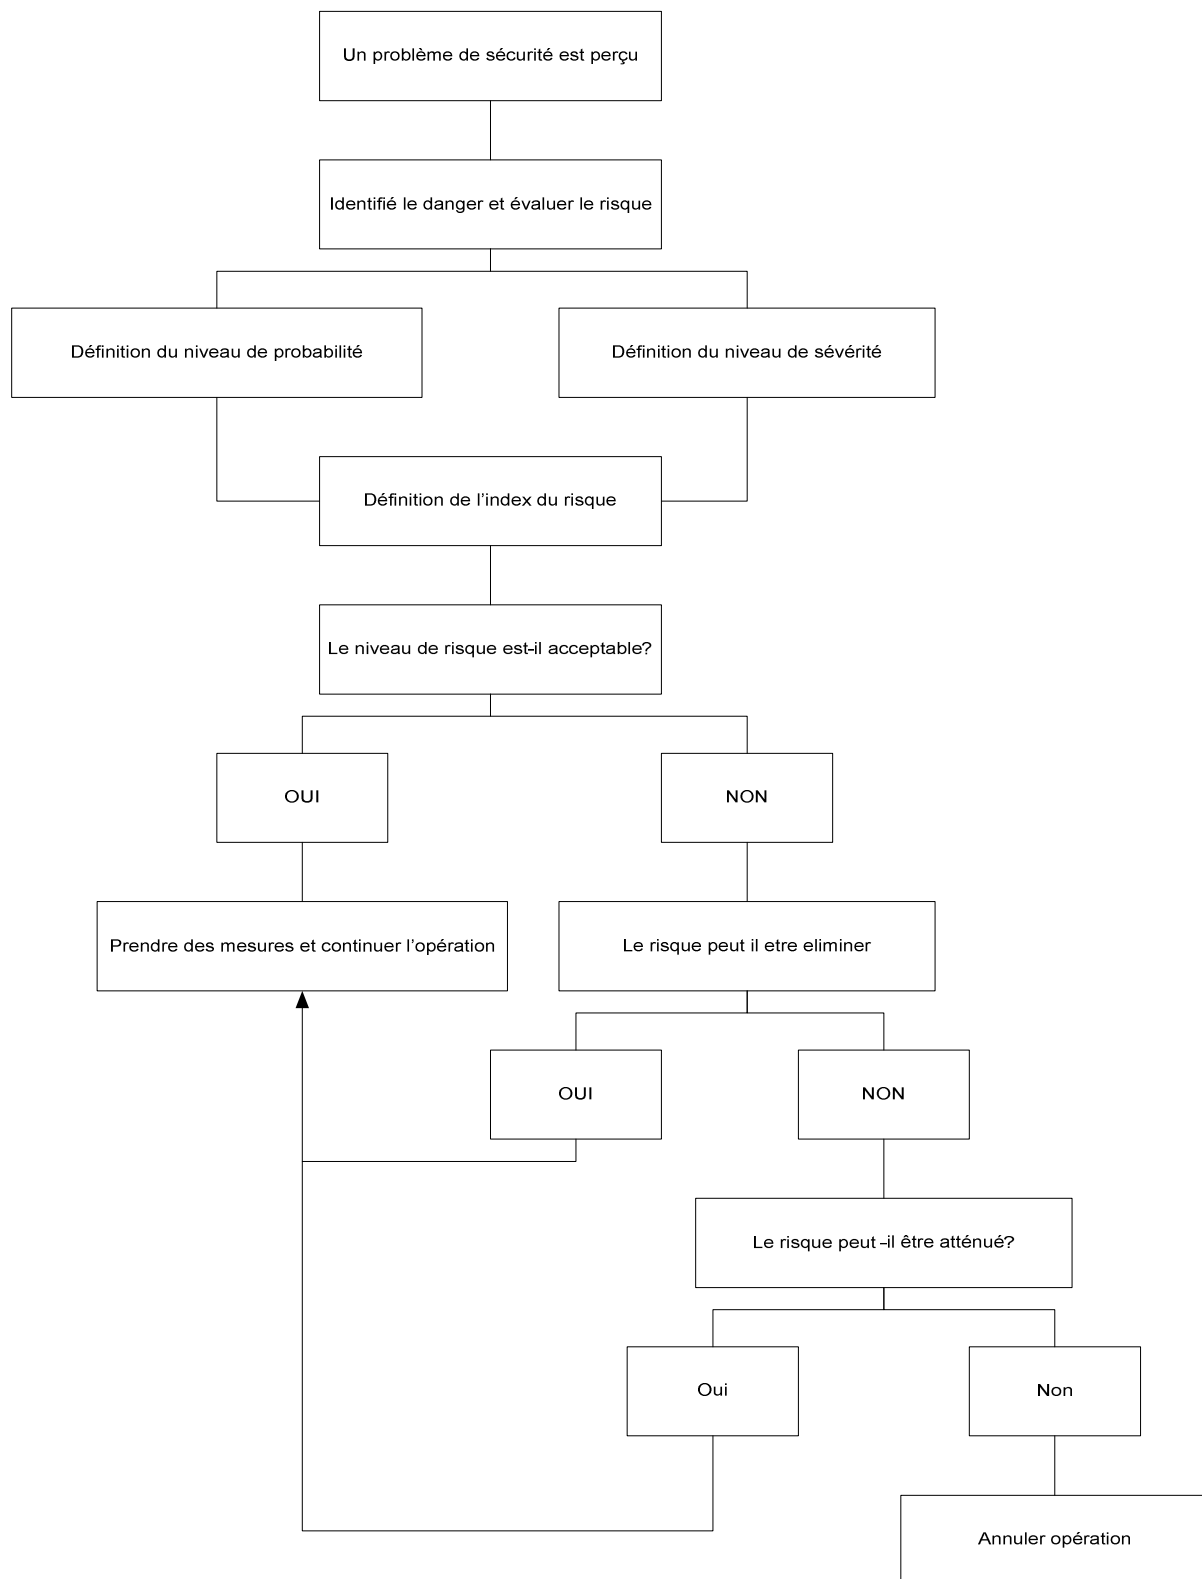 Un problème de sécurité est perçu
Identifié le danger et évaluer le risque
Définition du niveau de probabilité
Définition du niveau de sévérité
Définition de l'index du risque
Le niveau de risque est-il acceptable?
OUI
NON
Prendre des mesures et continuer l'opération
Le risque peut il etre eliminer
OUI
NON
Le risque peut -il être atténué?
Oui
Non
Annuler opération